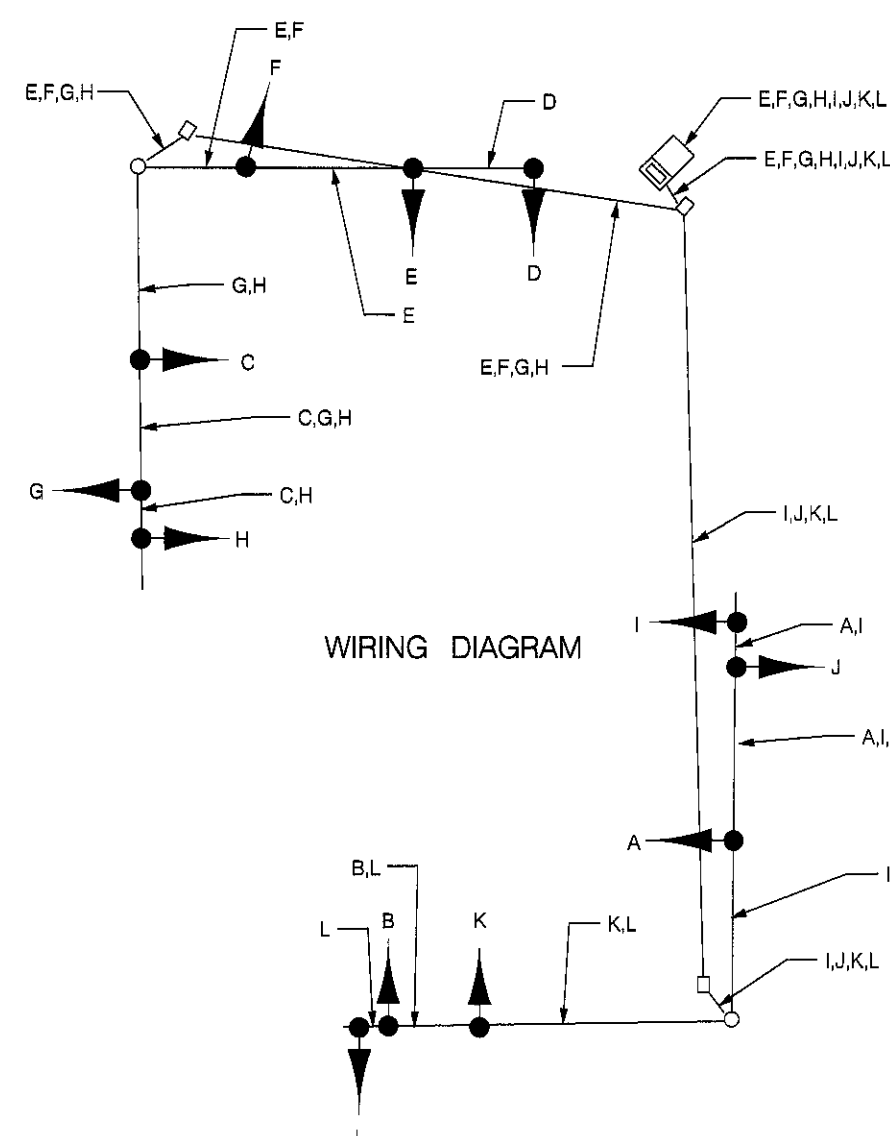 E,F
F
E,F,G,H
D
E,F,G,H,I,J,K,L
E,F,G,H,I,J,K,L
E
D
G,H
E
C
E,F,G,H
C,G,H
G
C,H
H
I,J,K,L
WIRING DIAGRAM
I
A,I
J
A,I,
A
B,L
I
L
B
K
K,L
I,J,K,L